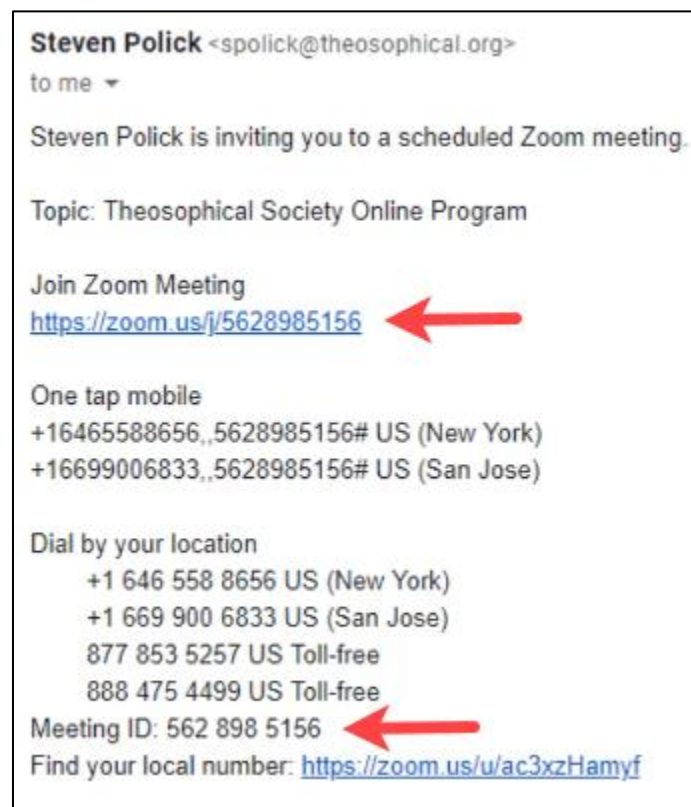 Steven Polick <spolick@theosophical.org>
to me
Steven Polick is inviting you to a scheduled Zoom meeting.
Topic: Theosophical Society Online Program
Join Zoom Meeting
https://zoom.us/j/5628985156
One tap mobile
+16465588656,,5628985156# US (New York)
+16699006833,,5628985156# US (San Jose)
Dial by your location
+1 646 558 8656 US (New York)
+1 669 900 6833 US (San Jose)
877 853 5257 US Toll-free
888 475 4499 US Toll-free
Meeting ID: 562 898 5156
Find your local number: https://zoom.us/u/ac3xzHamyf